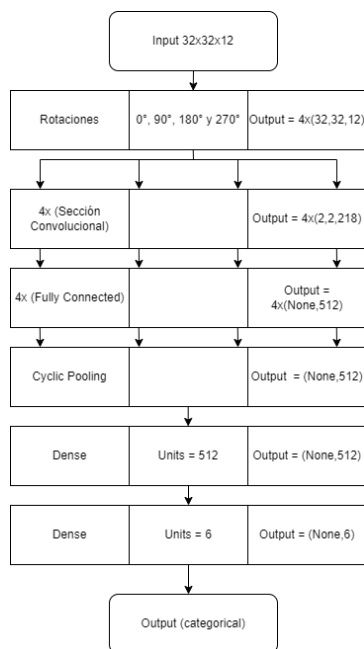 Input 32x32x12
Rotaciones
0°, 90°, 180° y 270°
Output = 4x(32,32,12)
4x (Sección
Convolucional)
Output = 4x(2,2,218)
4x (Fully Connected)
Output =
4x(None,512)
Cyclic Pooling
Output = (None,512)
Dense
Units = 512
Output = (None,512)
Dense
Units = 6
Output = (None,6)
Output (categorical)